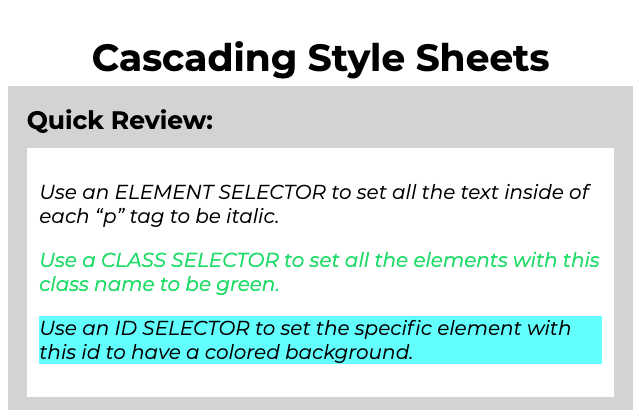 Cascading Style Sheets
Quick Review:
Use an ELEMENT SELECTOR to set all the text inside of
each “p” tag to be italic.
Use a CLASS SELECTOR to set all the elements with this
class name to be green.
Use an ID SELECTOR to set the specific element with
this id to have a colored background.